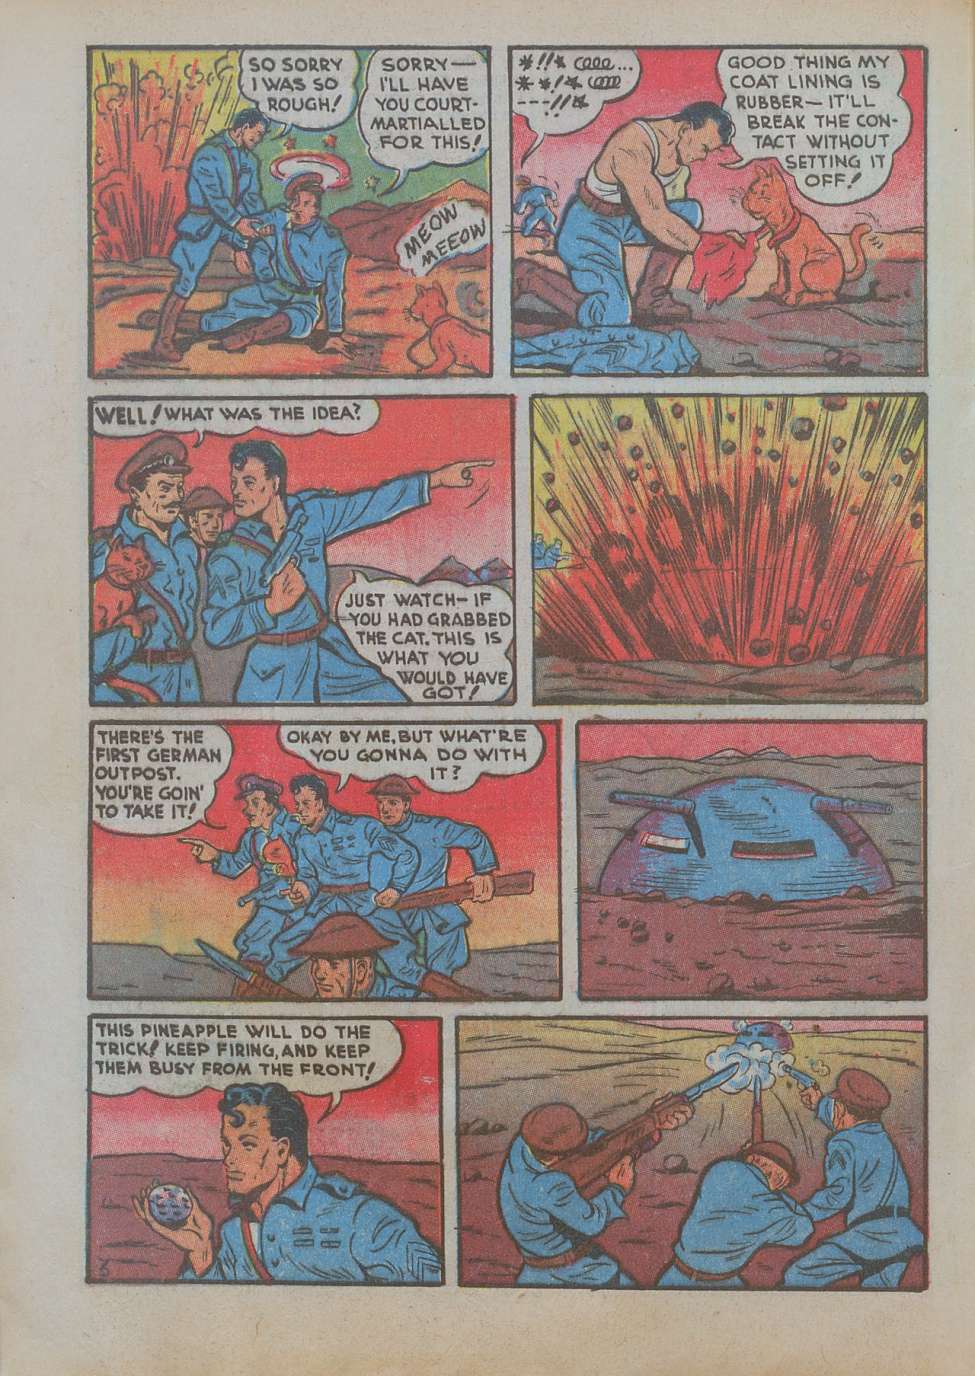 SO SORRY
I WAS SO
ROUGH!
SORRY—
I'LL HAVE
YOU COURT-
MARTIALLED
FOR THIS!
MEOW
MEEOW
GOOD THING MY
COAT LINING IS
RUBBER— IT'LL
BREAK THE CON-
TACT WITHOUT
SETTING IT
OFF!
WELL! WHAT WAS THE IDEA?
JUST WATCH— IF
YOU HAD GRABBED
THE CAT. THIS IS
WHAT YOU
WOULD HAVE
GOT!
THERE'S THE
FIRST GERMAN
OUTPOST.
YOU'RE GOIN'
TO TAKE IT!
OKAY BY ME, BUT WHAT'RE
YOU GONNA DO WITH
IT?
THIS PINEAPPLE WILL DO THE
TRICK! KEEP FIRING, AND KEEP
THEM BUSY FROM THE FRONT!